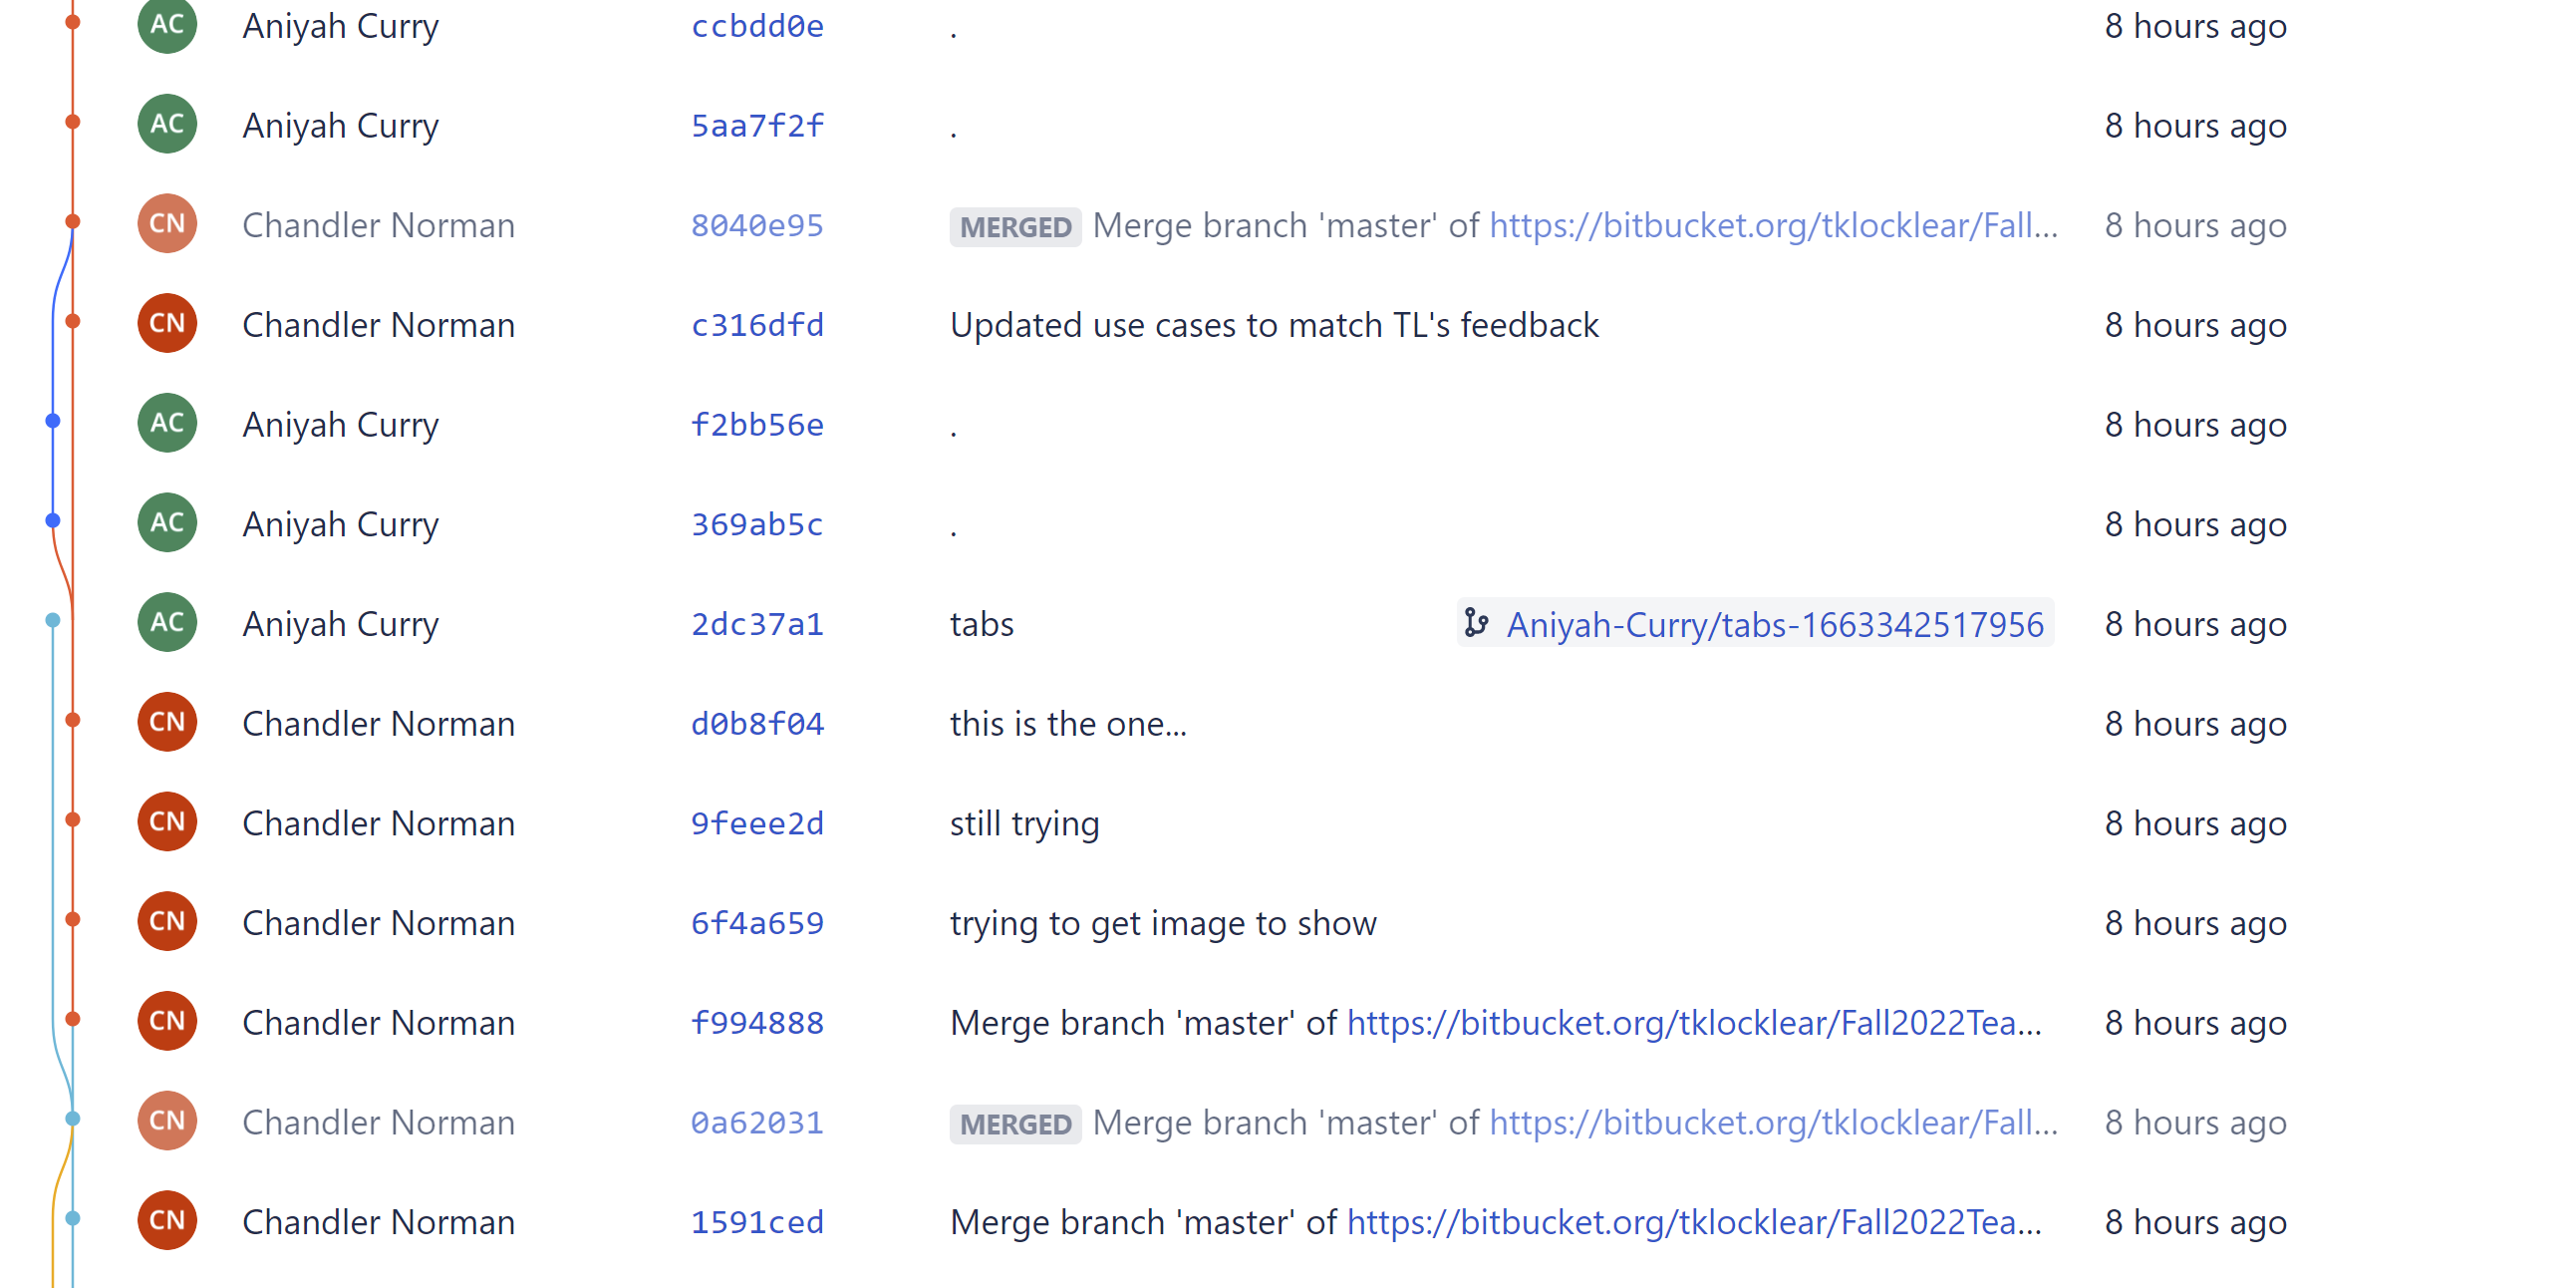 AC Aniyah Curry ccbdd0e . 8 hours ago
AC Aniyah Curry 5aa7f2f . 8 hours ago
CN Chandler Norman 8040e95 MERGED Merge branch 'master' of https://bitbucket.org/tklocklear/Fall... 8 hours ago
CN Chandler Norman c316dfd Updated use cases to match TL's feedback 8 hours ago
AC Aniyah Curry f2bb56e . 8 hours ago
AC Aniyah Curry 369ab5c . 8 hours ago
AC Aniyah Curry 2dc37a1 tabs Aniyah-Curry/tabs-1663342517956 8 hours ago
CN Chandler Norman d0b8f04 this is the one... 8 hours ago
CN Chandler Norman 9feee2d still trying 8 hours ago
CN Chandler Norman 6f4a659 trying to get image to show 8 hours ago
CN Chandler Norman f994888 Merge branch 'master' of https://bitbucket.org/tklocklear/Fall2022Tea... 8 hours ago
CN Chandler Norman 0a62031 MERGED Merge branch 'master' of https://bitbucket.org/tklocklear/Fall... 8 hours ago
CN Chandler Norman 1591ced Merge branch 'master' of https://bitbucket.org/tklocklear/Fall2022Tea... 8 hours ago